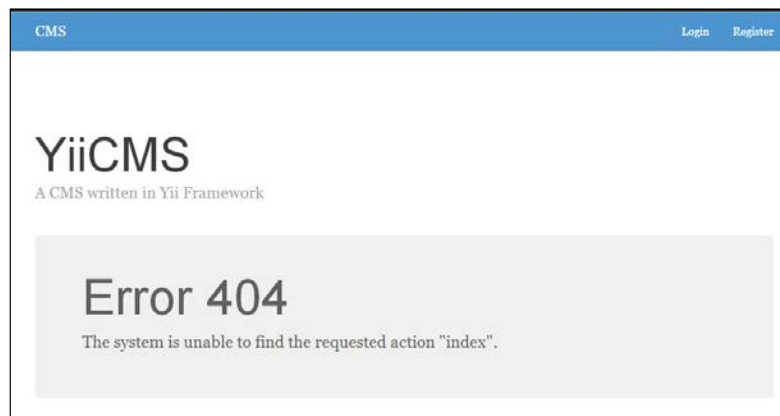 CMS Login Register
YiiCMS
A CMS written in Yii Framework
Error 404
The system is unable to find the requested action "index".